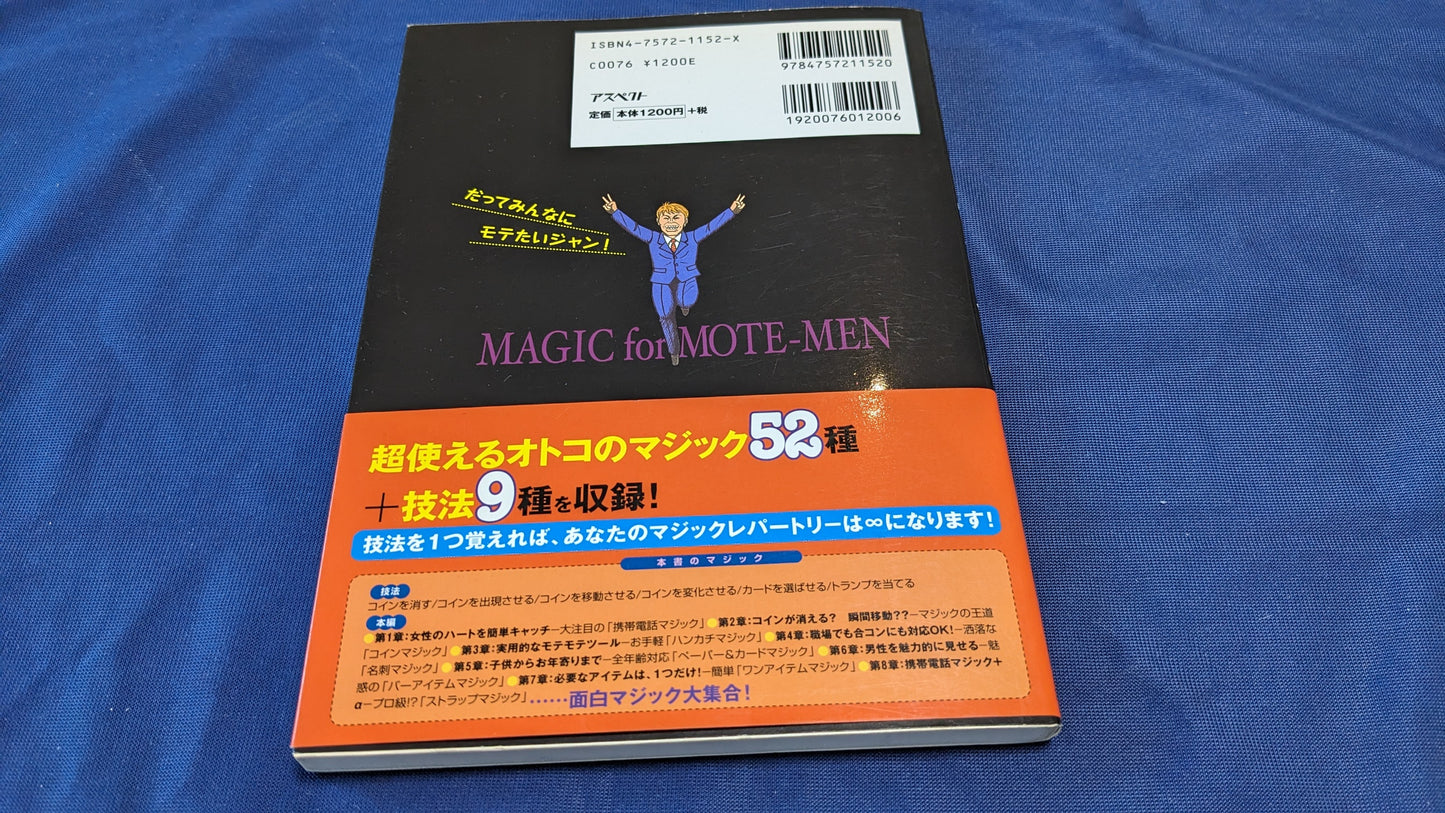 ISBN4-7572-1152-X
C0076 ¥1200E
9784757211520
アスペクト
定価 本体1200円 +税
1920076012006
だってみんなに
モテたいジャン!
MAGIC for MOTE-MEN
超使えるオトコのマジック52種
+技法9種を収録!
技法を1つ覚えれば、あなたのマジックレパートリーは∞になります!
本書のマジック
技法
コインを消す/コインを出現させる/コインを移動させる/コインを変化させる/カードを選ばせる/トランプを当てる
本編
●第1章:女性のハートを簡単キャッチ−大注目の「携帯電話マジック」●第2章:コインが消える? 瞬間移動??−マジックの王道
「コインマジック」●第3章:実用的なモテモテツール−お手軽「ハンカチマジック」●第4章:職場でも合コンにも対応OK!−洒落な
「名刺マジック」●第5章:子供からお年寄りまで−全年齢対応「ペーパー&カードマジック」●第6章:男性を魅力的に見せる−魅
惑の「バーアイテムマジック」●第7章:必要なアイテムは、1つだけ!−簡単「ワンアイテムマジック」●第8章:携帯電話マジック+
α−プロ級!?「ストラップマジック」……面白マジック大集合!